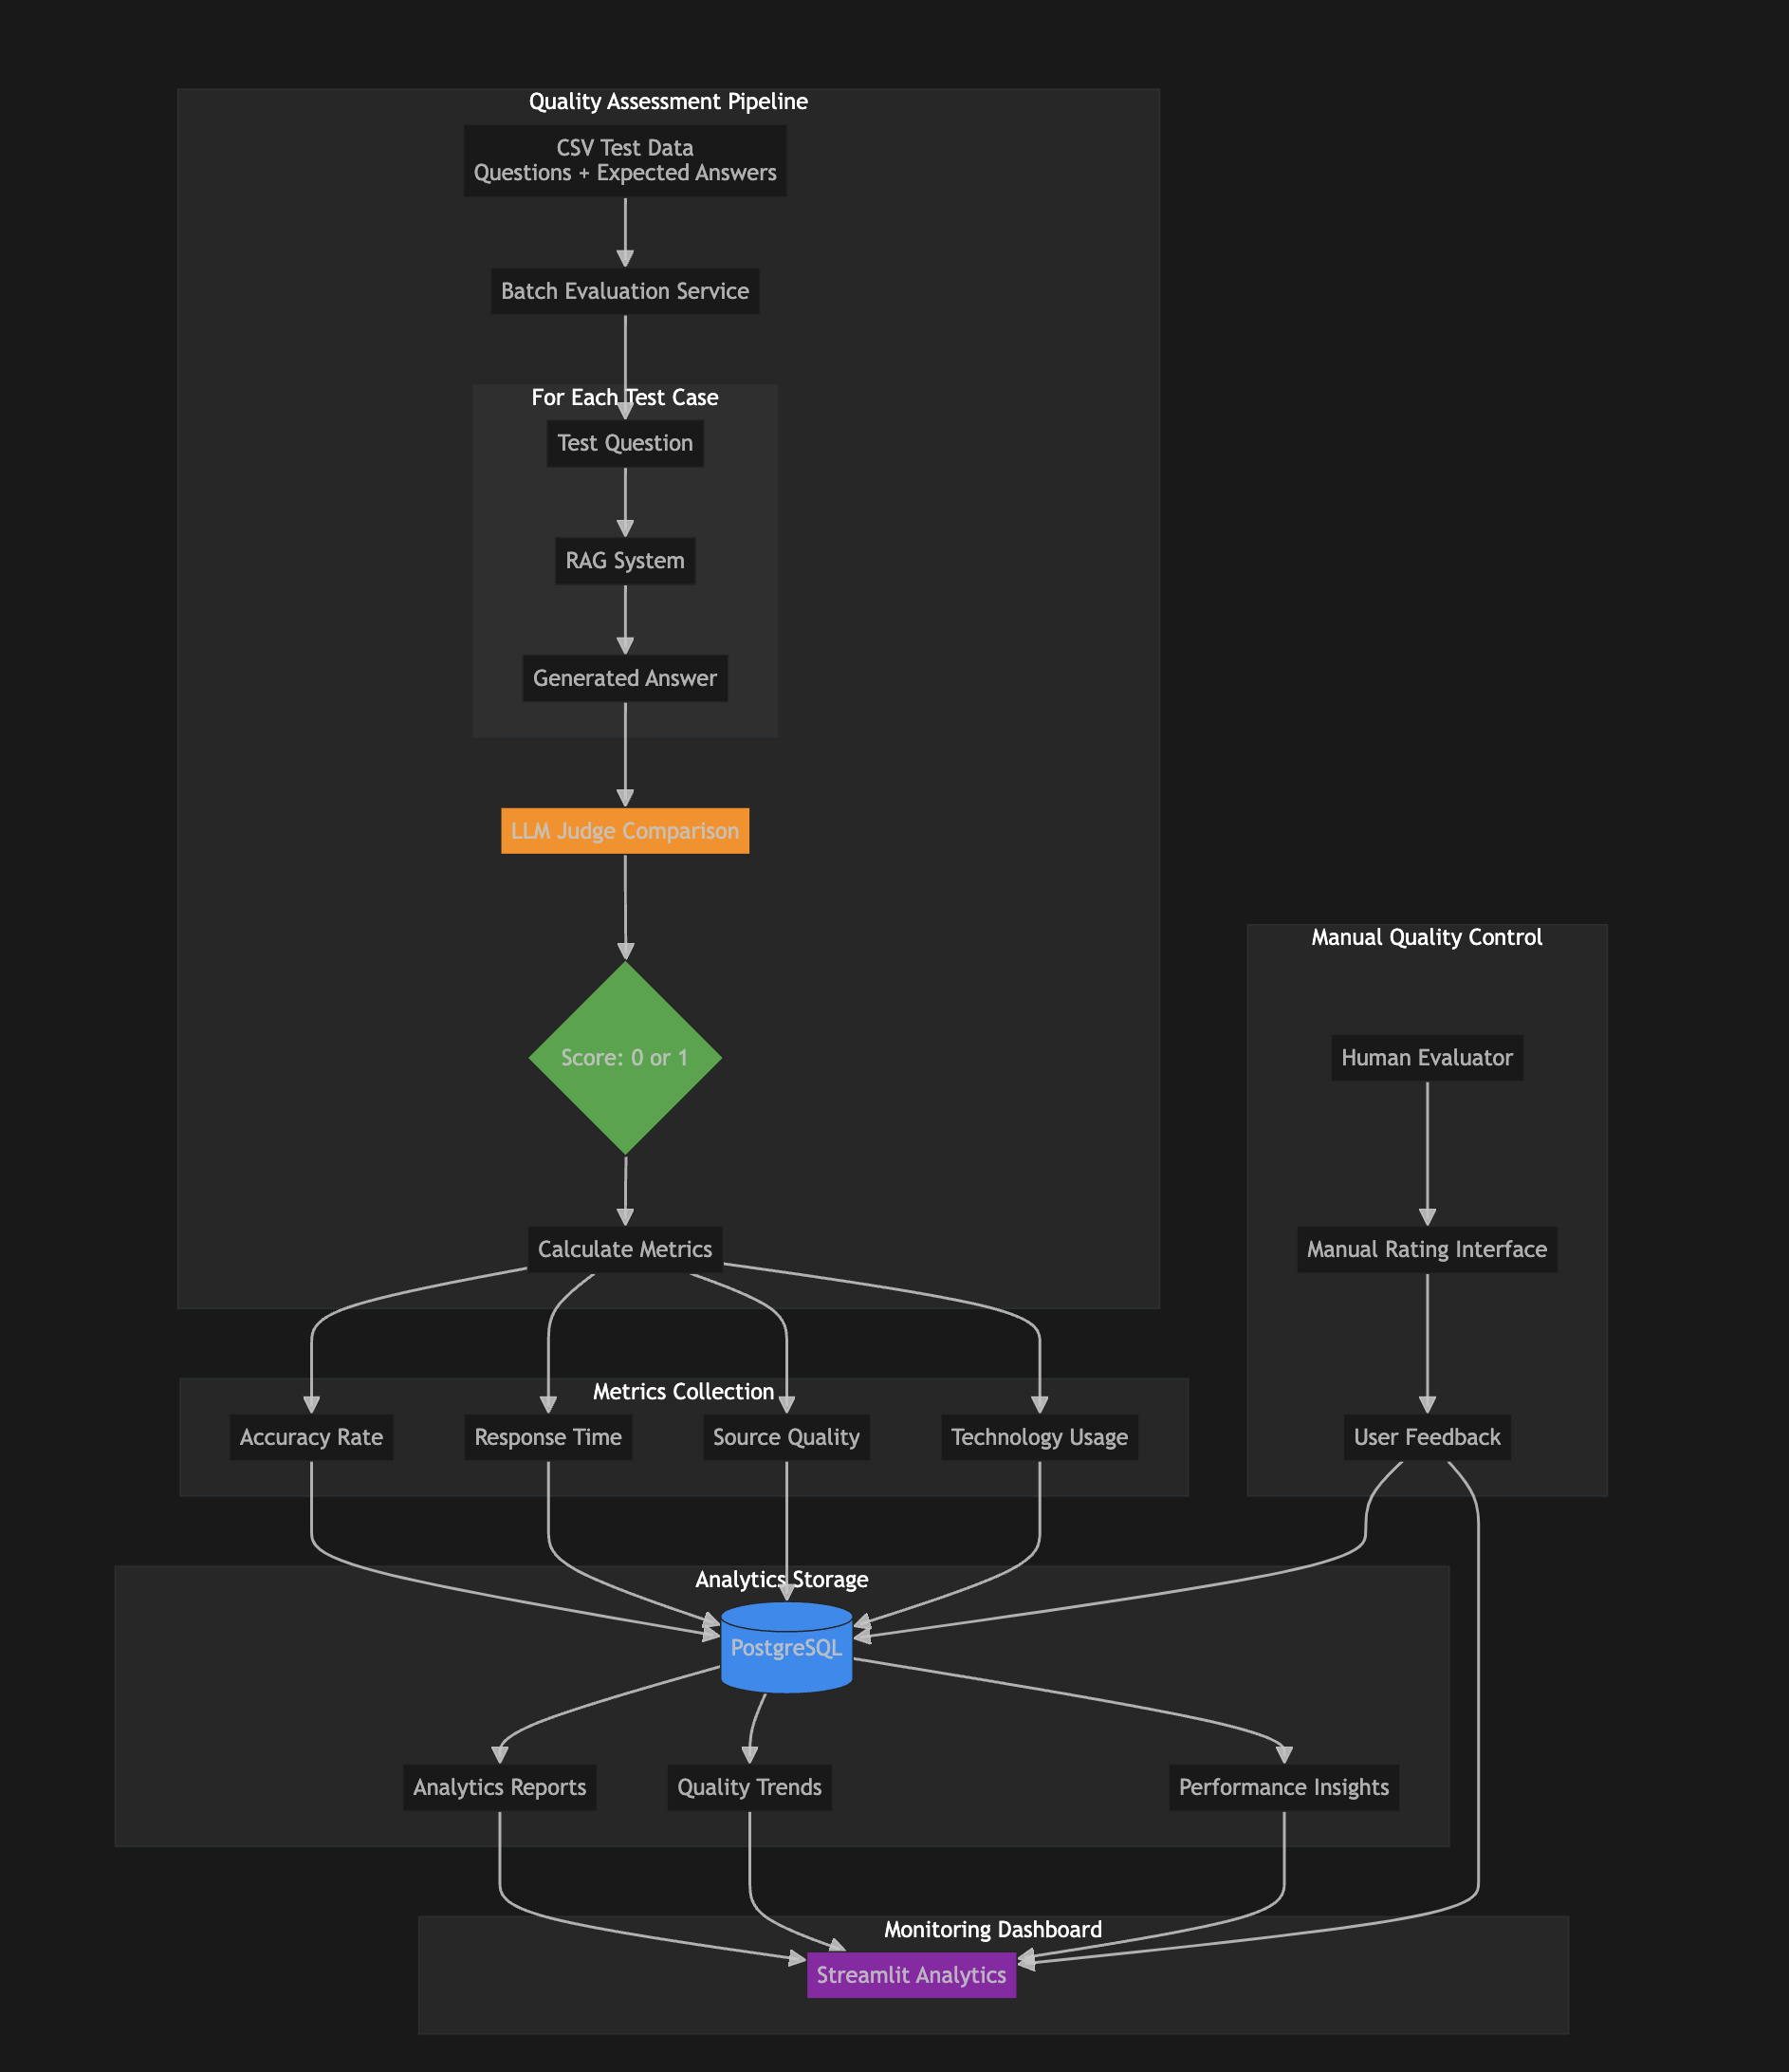 Quality Assessment Pipeline
CSV Test Data
Questions + Expected Answers
Batch Evaluation Service
For Each Test Case
Test Question
RAG System
Generated Answer
LLM Judge Comparison
Score: 0 or 1
Calculate Metrics
Manual Quality Control
Human Evaluator
Manual Rating Interface
User Feedback
Metrics Collection
Accuracy Rate
Response Time
Source Quality
Technology Usage
Analytics Storage
PostgreSQL
Analytics Reports
Quality Trends
Performance Insights
Monitoring Dashboard
Streamlit Analytics